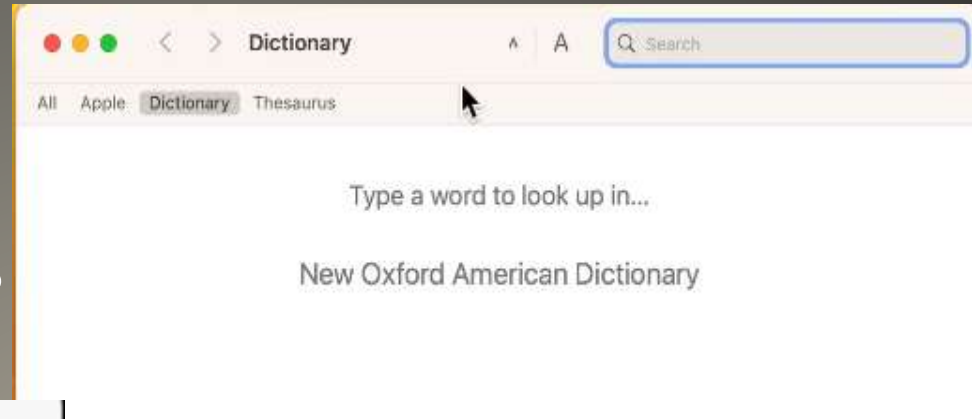 Dictionary A A Search
All Apple Dictionary Thesaurus
Type a word to look up in...
New Oxford American Dictionary